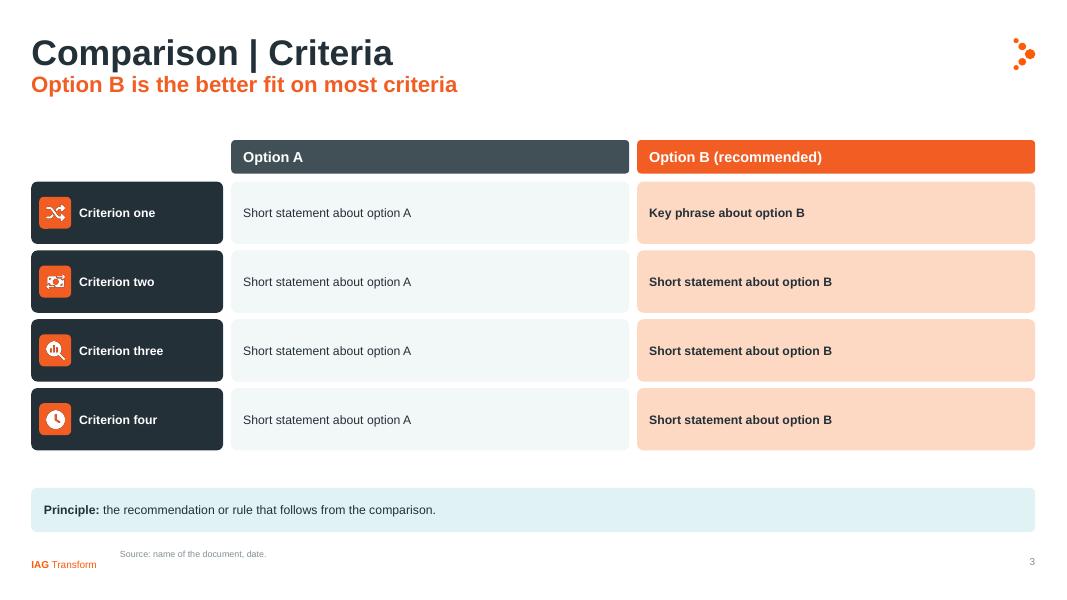 Comparison | Criteria
Option B is the better fit on most criteria
Option A
Option B (recommended)
Criterion one
Short statement about option A
Key phrase about option B
Criterion two
Short statement about option A
Short statement about option B
Criterion three
Short statement about option A
Short statement about option B
Criterion four
Short statement about option A
Short statement about option B
Principle: the recommendation or rule that follows from the comparison.
Source: name of the document, date.
IAG Transform
3